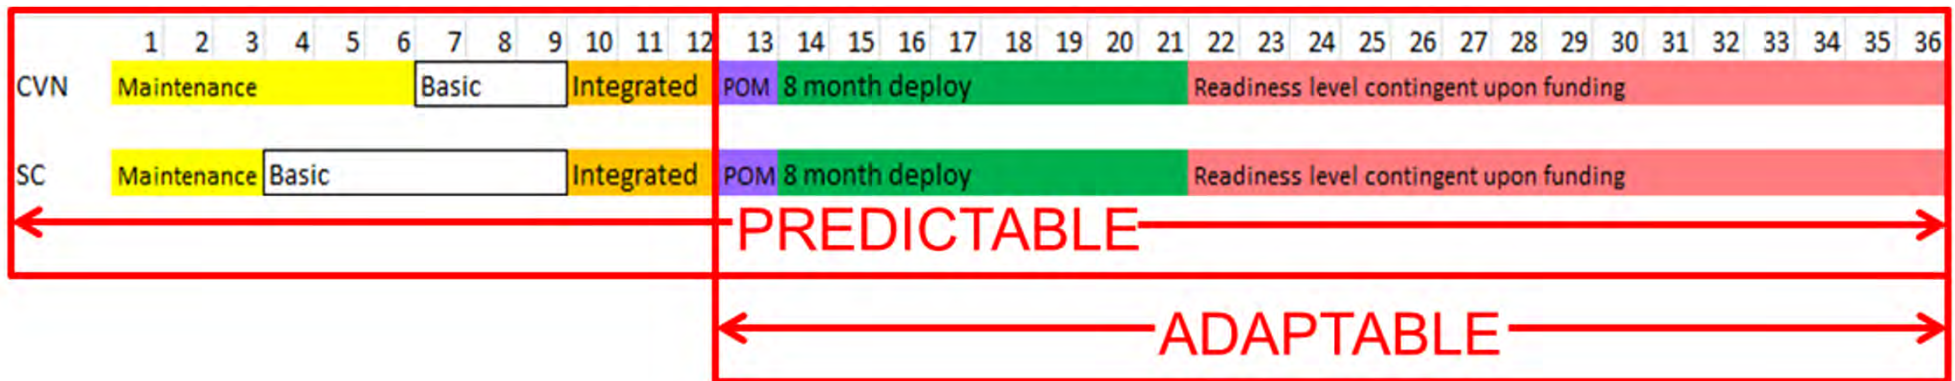 1 2 3 4 5 6 7 8 9 10 11 12 13 14 15 16 17 18 19 20 21 22 23 24 25 26 27 28 29 30 31 32 33 34 35 36
CVN Maintenance Basic Integrated POM 8 month deploy Readiness level contingent upon funding
SC Maintenance Basic Integrated POM 8 month deploy Readiness level contingent upon funding
PREDICTABLE
ADAPTABLE